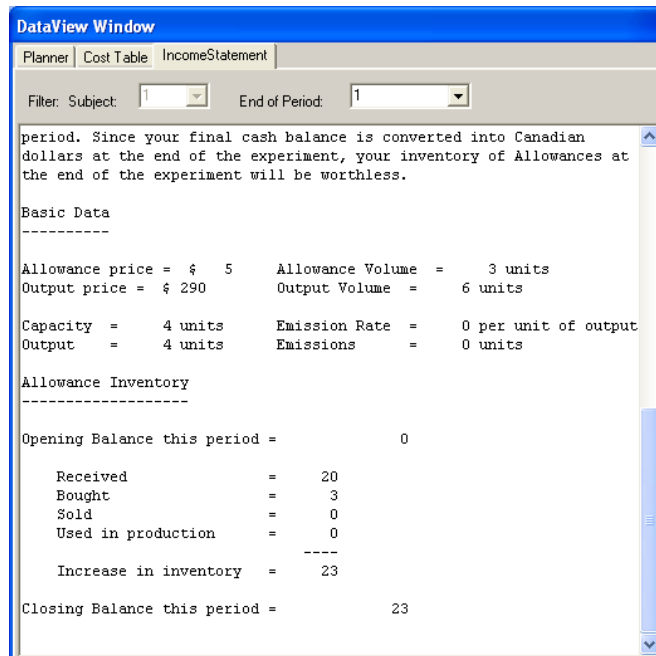 DataView Window
Planner Cost Table IncomeStatement
Filter: Subject: 1 End of Period: 1
period. Since your final cash balance is converted into Canadian
dollars at the end of the experiment, your inventory of Allowances at
the end of the experiment will be worthless.
Basic Data
----------
Allowance price = $ 5 Allowance Volume = 3 units
Output price = $ 290 Output Volume = 6 units
Capacity = 4 units Emission Rate = 0 per unit of output
Output = 4 units Emissions = 0 units
Allowance Inventory
-------------------
Opening Balance this period = 0
Received = 20
Bought = 3
Sold = 0
Used in production = 0
----
Increase in inventory = 23
Closing Balance this period = 23